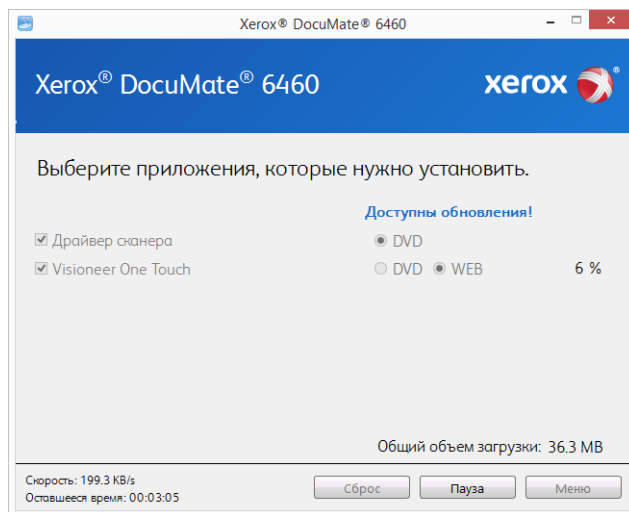 Xerox® DocuMate® 6460
Xerox® DocuMate® 6460
xerox ®
Выберите приложения, которые нужно установить.
Доступны обновления!
Драйвер сканера DVD
Visioneer One Touch DVD WEB 6 %
Общий объем загрузки: 36.3 MB
Скорость: 199.3 KB/s
Оставшееся время: 00:03:05
Сброс Пауза Меню